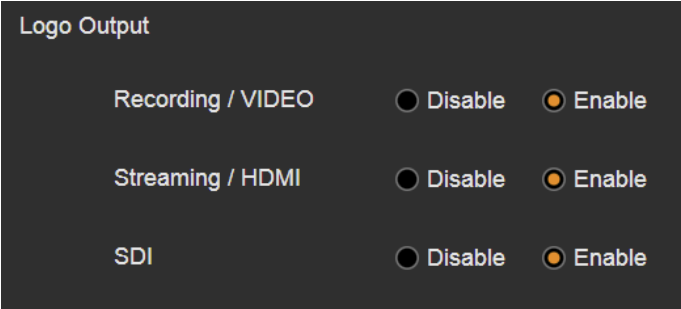 Logo Output
Recording / VIDEO Disable Enable
Streaming / HDMI Disable Enable
SDI Disable Enable